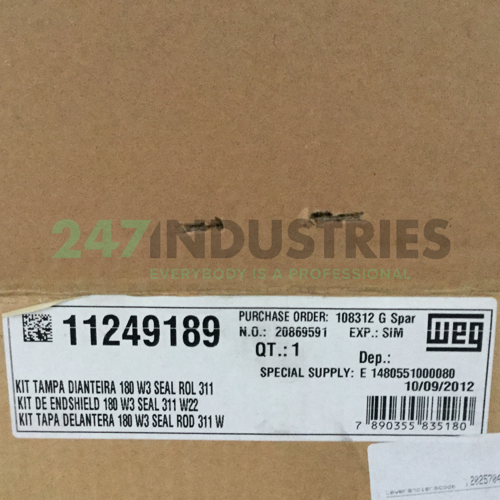 247INDUSTRIES
EVERYBODY IS A PROFESSIONAL
11249189
PURCHASE ORDER: 108312 G Spar
N.O.: 20869591 EXP.: SIM
QT.: 1
Dep.:
WEG
SPECIAL SUPPLY: E 1480551000080
10/09/2012
KIT TAMPA DIANTEIRA 180 W3 SEAL ROL 311
KIT DE ENDSHIELD 180 W3 SEAL 311 W22
KIT TAPA DELANTERA 180 W3 SEAL ROD 311 W
7 890355 835180